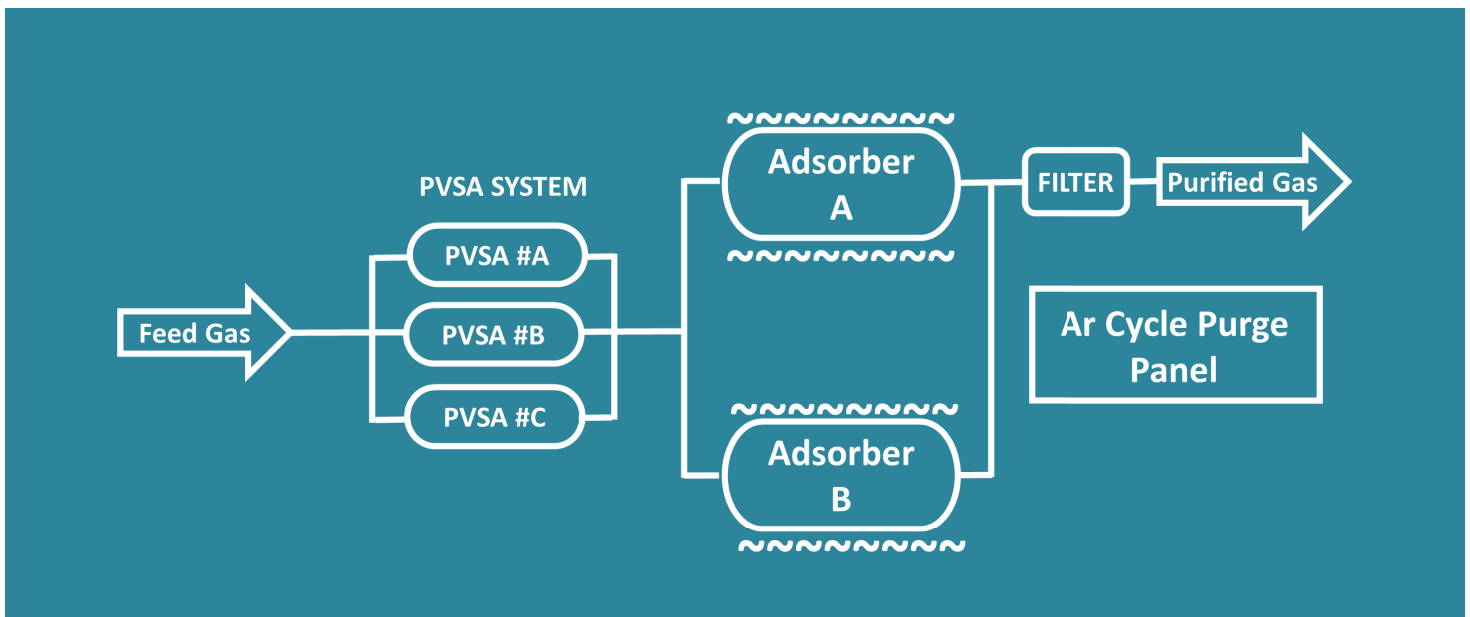 PVSA SYSTEM
Feed Gas
PVSA #A
PVSA #B
PVSA #C
Adsorber
A
Adsorber
B
FILTER
Purified Gas
Ar Cycle Purge
Panel